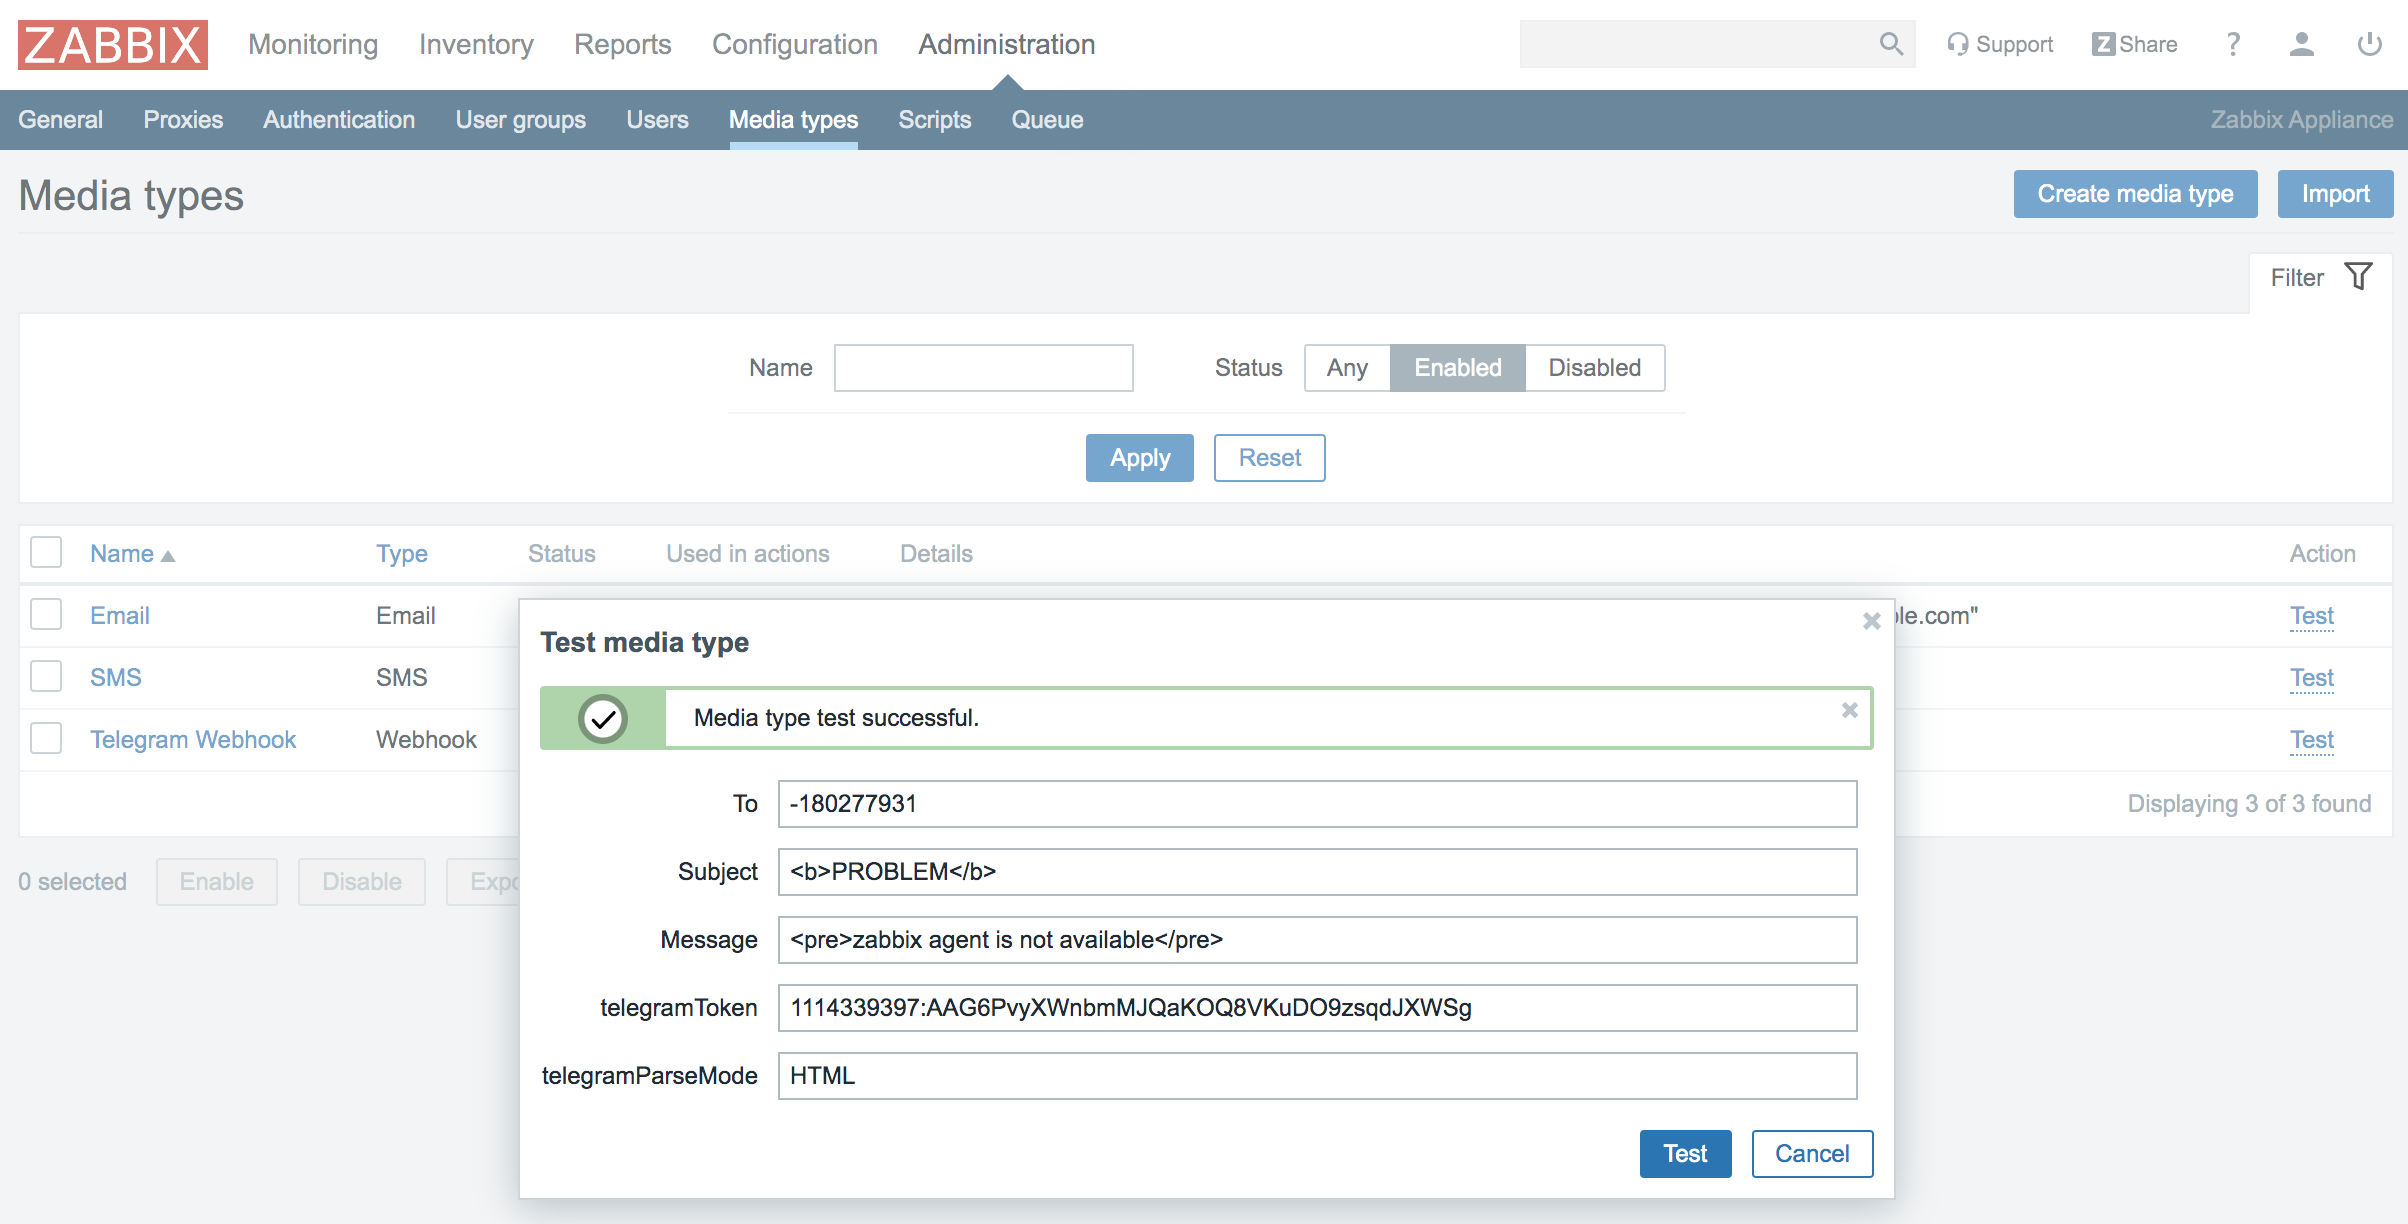 ZABBIX Monitoring Inventory Reports Configuration Administration Support Z Share ?
General Proxies Authentication User groups Users Media types Scripts Queue Zabbix Appliance
Media types Create media type Import
Filter
Name Status Any Enabled Disabled
Apply Reset
Name Type Status Used in actions Details Action
Email Email ole.com" Test
SMS SMS Test
Telegram Webhook Webhook Test
Displaying 3 of 3 found
0 selected Enable Disable Expo
Test media type
Media type test successful.
To -180277931
Subject <b>PROBLEM</b>
Message <pre>zabbix agent is not available</pre>
telegramToken 1114339397:AAG6PvyXWnbmMJQaKOQ8VKuDO9zsqdJXWSg
telegramParseMode HTML
Test Cancel